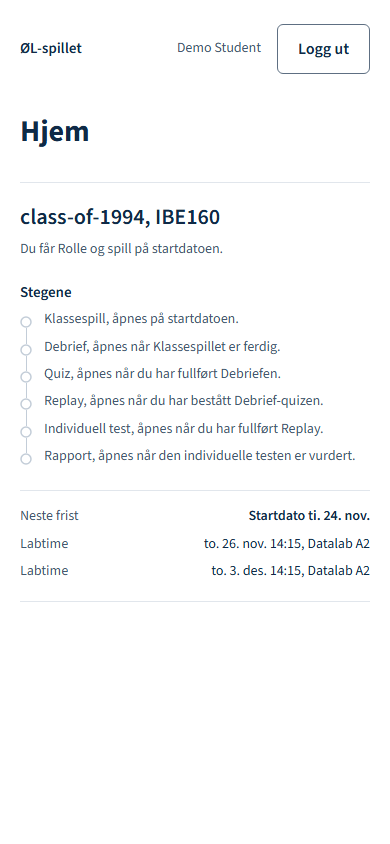 ØL-spillet
Demo Student
Logg ut
Hjem
class-of-1994, IBE160
Du får Rolle og spill på startdatoen.
Stegene
Klassespill, åpnes på startdatoen.
Debrief, åpnes når Klassespillet er ferdig.
Quiz, åpnes når du har fullført Debriefen.
Replay, åpnes når du har bestått Debrief-quizen.
Individuell test, åpnes når du har fullført Replay.
Rapport, åpnes når den individuelle testen er vurdert.
Neste frist Startdato ti. 24. nov.
Labtime to. 26. nov. 14:15, Datalab A2
Labtime to. 3. des. 14:15, Datalab A2